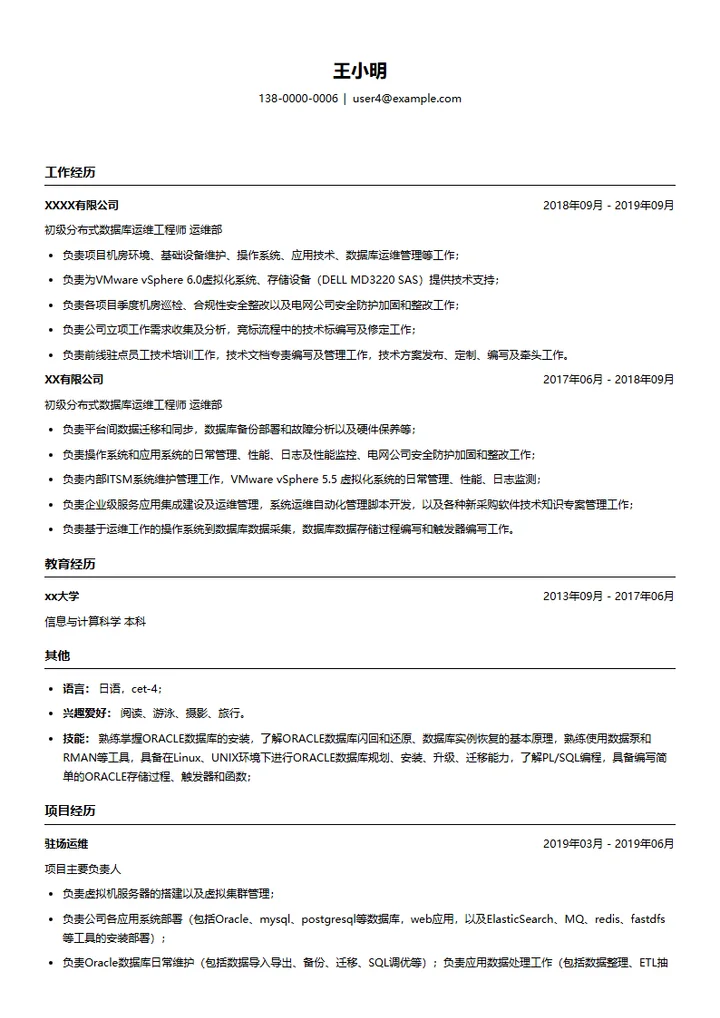 王小明
138-0000-0006 | user4@example.com
工作经历
XXXX有限公司 2018年09月 - 2019年09月
初级分布式数据库运维工程师 运维部
• 负责项目机房环境、基础设备维护、操作系统、应用技术、数据库运维管理等工作；
• 负责为VMware vSphere 6.0虚拟化系统、存储设备（DELL MD3220 SAS）提供技术支持；
• 负责各项目季度机房巡检、合规性安全整改以及电网公司安全防护加固和整改工作；
• 负责公司立项工作需求收集及分析，竞标流程中的技术标编写及修定工作；
• 负责前线驻点员工技术培训工作，技术文档专责编写及管理工作，技术方案发布、定制、编写及牵头工作。
XX有限公司 2017年06月 - 2018年09月
初级分布式数据库运维工程师 运维部
• 负责平台间数据迁移和同步，数据库备份部署和故障分析以及硬件保养等；
• 负责操作系统和应用系统的日常管理、性能、日志及性能监控、电网公司安全防护加固和整改工作；
• 负责内部ITSM系统维护管理工作，VMware vSphere 5.5 虚拟化系统的日常管理、性能、日志监测；
• 负责企业级服务应用集成建设及运维管理，系统运维自动化管理脚本开发，以及各种新采购软件技术知识专案管理工作；
• 负责基于运维工作的操作系统到数据库数据采集，数据库数据存储过程编写和触发器编写工作。
教育经历
xx大学 2013年09月 - 2017年06月
信息与计算科学 本科
其他
• 语言： 日语，cet-4；
• 兴趣爱好： 阅读、游泳、摄影、旅行。
• 技能： 熟练掌握ORACLE数据库的安装，了解ORACLE数据库闪回和还原、数据库实例恢复的基本原理，熟练使用数据泵和
RMAN等工具，具备在Linux、UNIX环境下进行ORACLE数据库规划、安装、升级、迁移能力，了解PL/SQL编程，具备编写简
单的ORACLE存储过程、触发器和函数；
项目经历
驻场运维 2019年03月 - 2019年06月
项目主要负责人
• 负责虚拟机服务器的搭建以及虚拟集群管理；
• 负责公司各应用系统部署（包括Oracle、mysql、postgresql等数据库，web应用，以及ElasticSearch、MQ、redis、fastdfs
等工具的安装部署）；
• 负责Oracle数据库日常维护（包括数据导入导出、备份、迁移、SQL调优等）；负责应用数据处理工作（包括数据整理、ETL抽